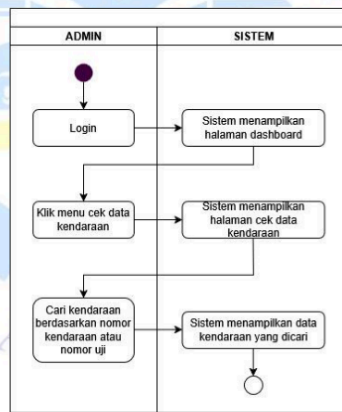 ADMIN
SISTEM
Login
Sistem menampilkan
halaman dashboard
Klik menu cek data
kendaraan
Sistem menampilkan
halaman cek data
kendaraan
Cari kendaraan
berdasarkan nomor
kendaraan atau
nomor uji
Sistem menampilkan data
kendaraan yang dicari